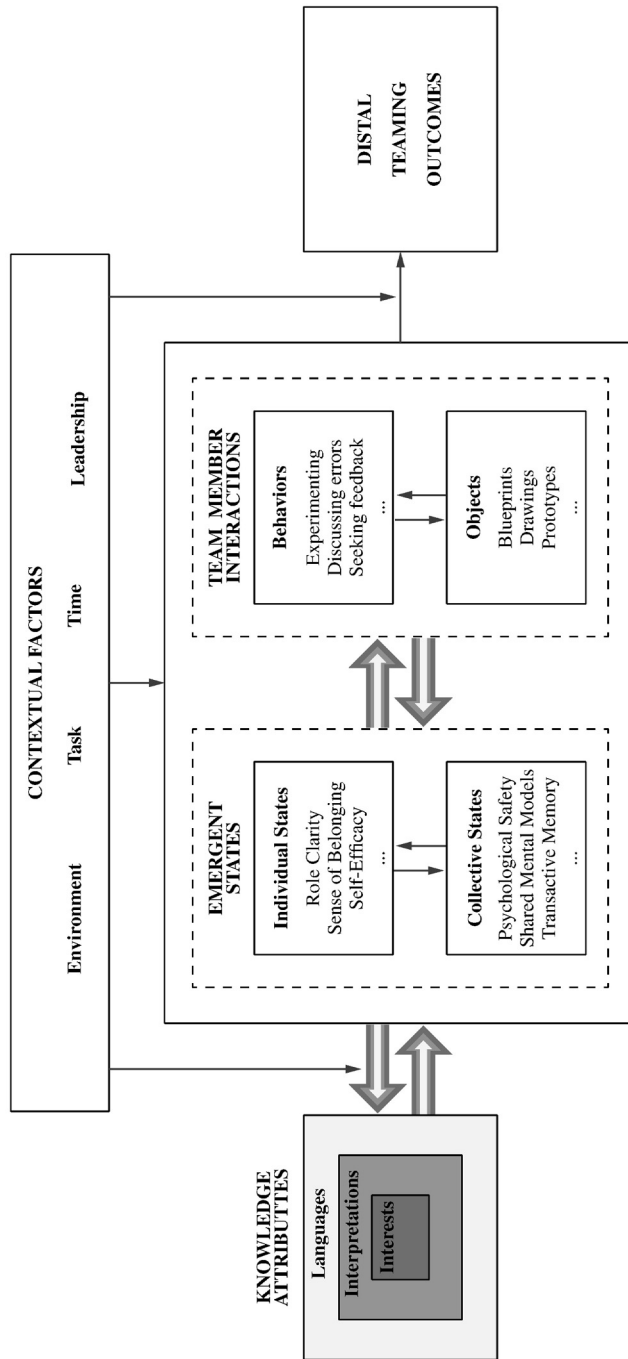 CONTEXTUAL FACTORS
Environment Task Time Leadership
KNOWLEDGE
ATTRIBUTTES
Languages
Interpretations
Interests
EMERGENT
STATES
Individual States
Role Clarity
Sense of Belonging
Self-Efficacy
...
Collective States
Psychological Safety
Shared Mental Models
Transactive Memory
...
TEAM MEMBER
INTERACTIONS
Behaviors
Experimenting
Discussing errors
Seeking feedback
...
Objects
Blueprints
Drawings
Prototypes
...
DISTAL
TEAMING
OUTCOMES